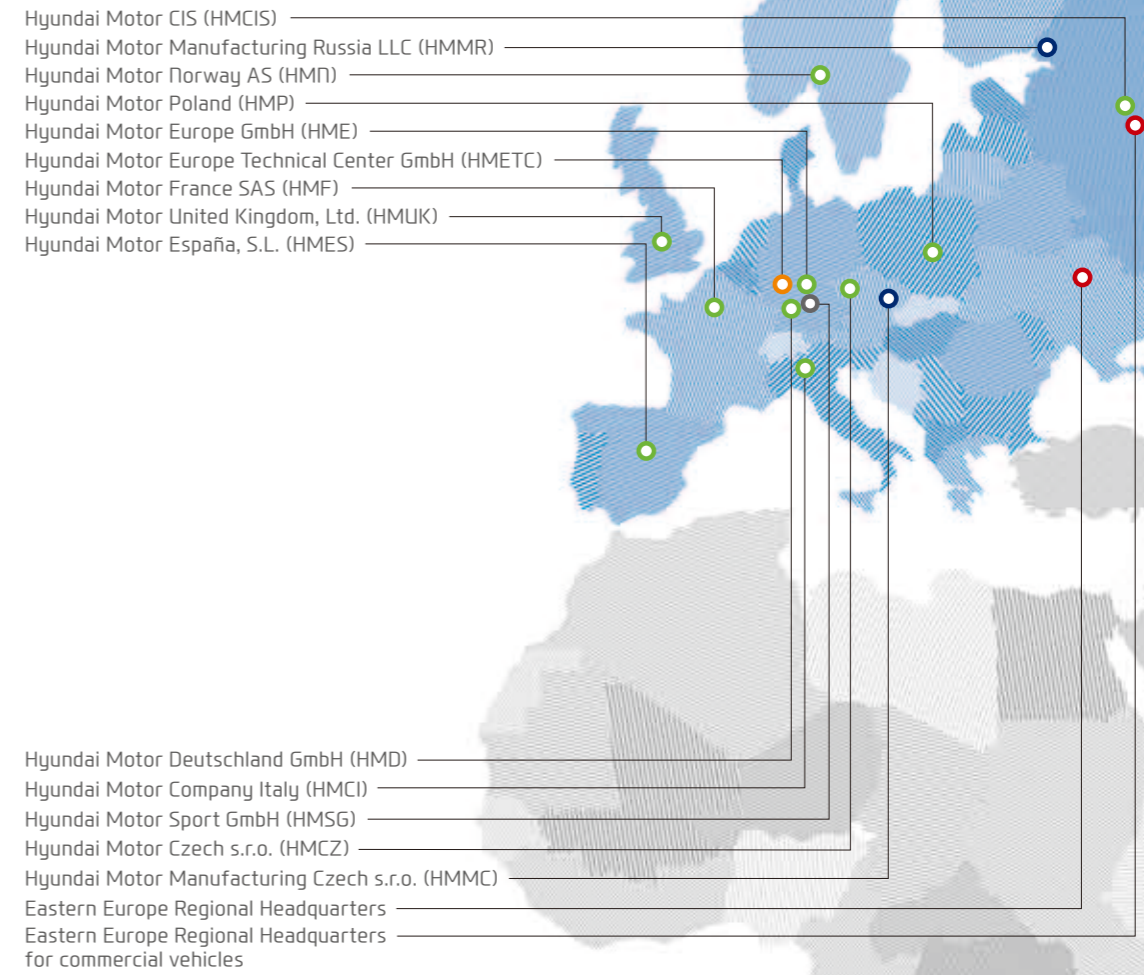 Hyundai Motor CIS (HMCIS)
Hyundai Motor Manufacturing Russia LLC (HMMR)
Hyundai Motor Norway AS (HMN)
Hyundai Motor Poland (HMP)
Hyundai Motor Europe GmbH (HME)
Hyundai Motor Europe Technical Center GmbH (HMETC)
Hyundai Motor France SAS (HMF)
Hyundai Motor United Kingdom, Ltd. (HMUK)
Hyundai Motor España, S.L. (HMES)
Hyundai Motor Deutschland GmbH (HMD)
Hyundai Motor Company Italy (HMCI)
Hyundai Motor Sport GmbH (HMSG)
Hyundai Motor Czech s.r.o. (HMCZ)
Hyundai Motor Manufacturing Czech s.r.o. (HMMC)
Eastern Europe Regional Headquarters
Eastern Europe Regional Headquarters
for commercial vehicles